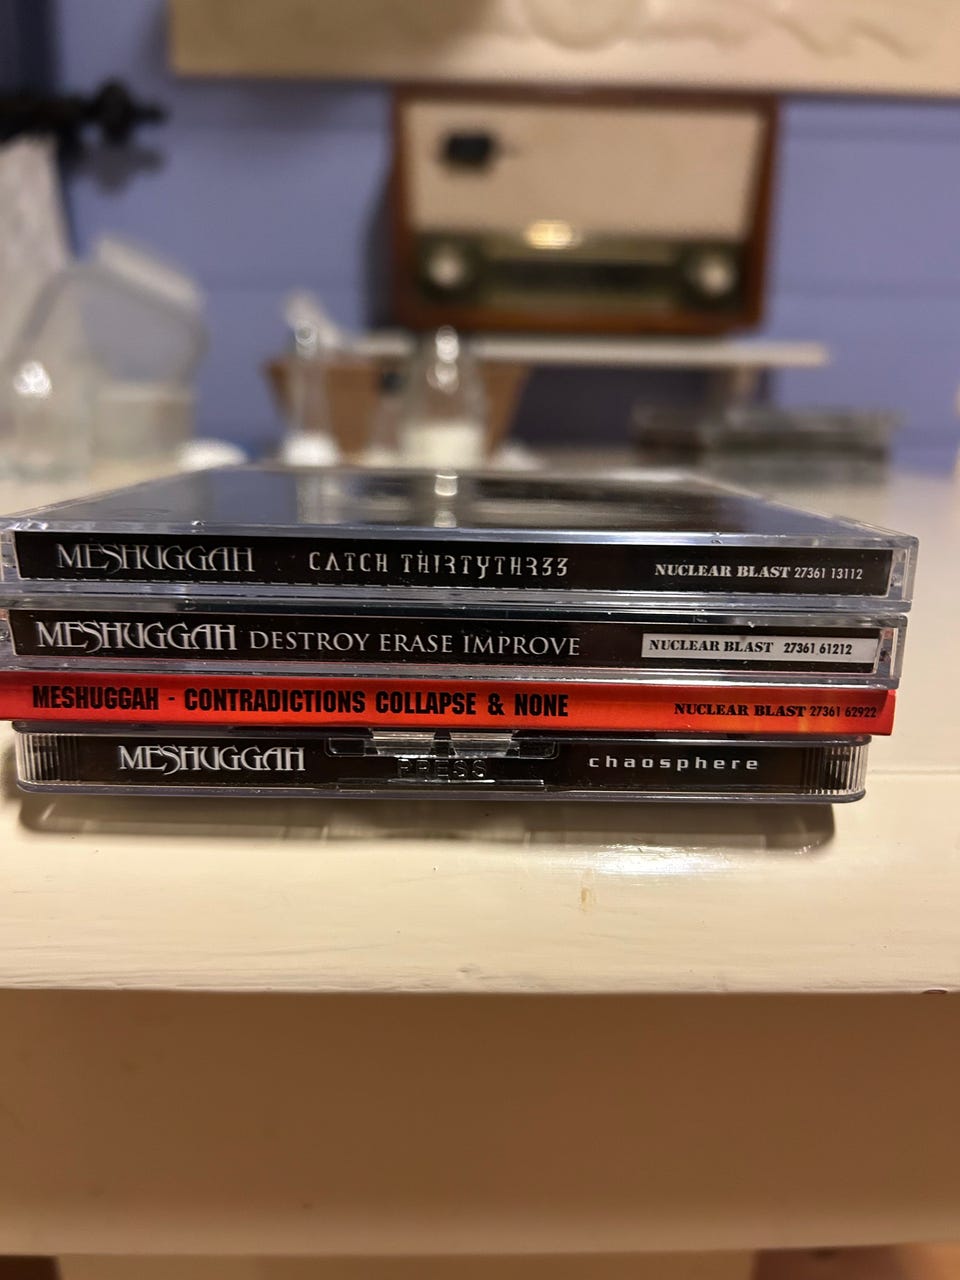 MESHUGGAH CATCH THIRTYTHR33 NUCLEAR BLAST 27361 13112
MESHUGGAH DESTROY ERASE IMPROVE NUCLEAR BLAST 27361 61212
MESHUGGAH - CONTRADICTIONS COLLAPSE & NONE NUCLEAR BLAST 27361 62922
MESHUGGAH PRESS chaosphere